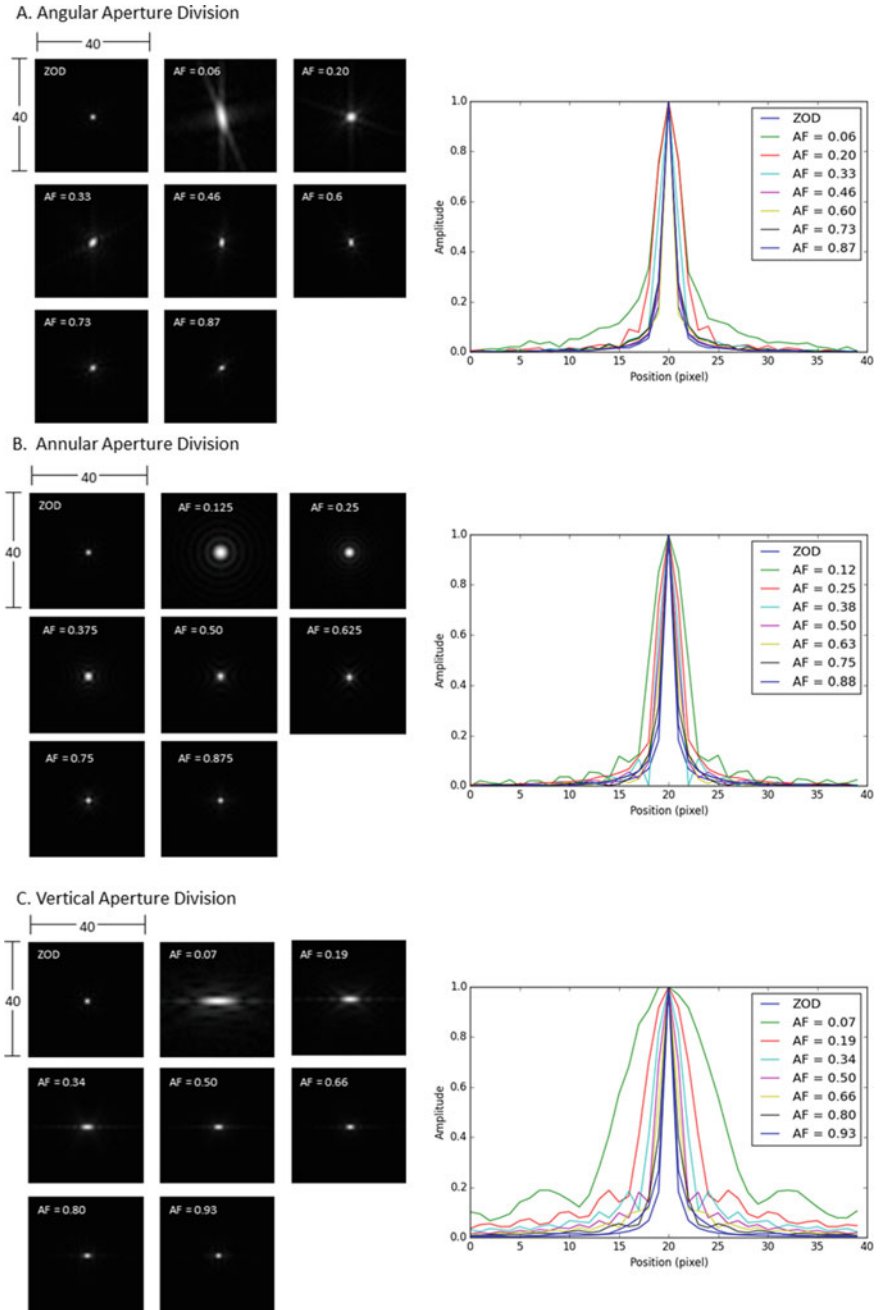 A. Angular Aperture Division
40
40
ZOD
AF = 0.06
AF = 0.20
AF = 0.33
AF = 0.46
AF = 0.6
AF = 0.73
AF = 0.87
1.0
0.8
0.6
0.4
0.2
0.0
Amplitude
0 5 10 15 20 25 30 35 40
Position (pixel)
ZOD
AF = 0.06
AF = 0.20
AF = 0.33
AF = 0.46
AF = 0.60
AF = 0.73
AF = 0.87
B. Annular Aperture Division
40
40
ZOD
AF = 0.125
AF = 0.25
AF = 0.375
AF = 0.50
AF = 0.625
AF = 0.75
AF = 0.875
1.0
0.8
0.6
0.4
0.2
0.0
Amplitude
0 5 10 15 20 25 30 35 40
Position (pixel)
ZOD
AF = 0.12
AF = 0.25
AF = 0.38
AF = 0.50
AF = 0.63
AF = 0.75
AF = 0.88
C. Vertical Aperture Division
40
40
ZOD
AF = 0.07
AF = 0.19
AF = 0.34
AF = 0.50
AF = 0.66
AF = 0.80
AF = 0.93
1.0
0.8
0.6
0.4
0.2
0.0
Amplitude
0 5 10 15 20 25 30 35 40
Position (pixel)
ZOD
AF = 0.07
AF = 0.19
AF = 0.34
AF = 0.50
AF = 0.66
AF = 0.80
AF = 0.93